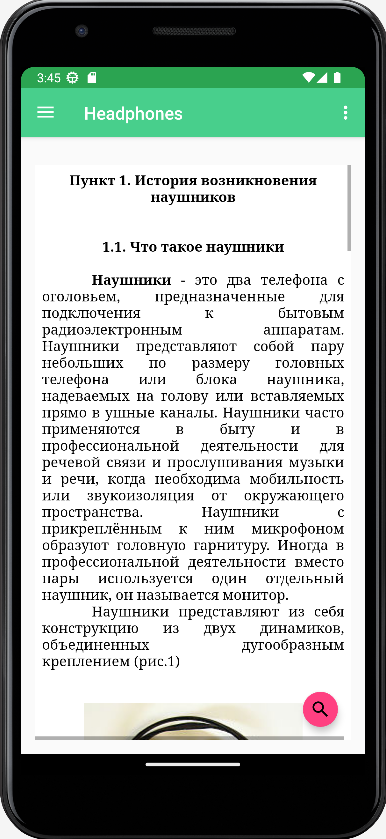 3:45
Headphones
Пункт 1. История возникновения
наушников
1.1. Что такое наушники
Наушники - это два телефона с
оголовьем, предназначенные для
подключения к бытовым
радиоэлектронным аппаратам.
Наушники представляют собой пару
небольших по размеру головных
телефона или блока наушника,
надеваемых на голову или вставляемых
прямо в ушные каналы. Наушники часто
применяются в быту и в
профессиональной деятельности для
речевой связи и прослушивания музыки
и речи, когда необходима мобильность
или звукоизоляция от окружающего
пространства. Наушники с
прикреплённым к ним микрофоном
образуют головную гарнитуру. Иногда в
профессиональной деятельности вместо
пары используется один отдельный
наушник, он называется монитор.
Наушники представляют из себя
конструкцию из двух динамиков,
объединенных дугообразным
креплением (рис.1)